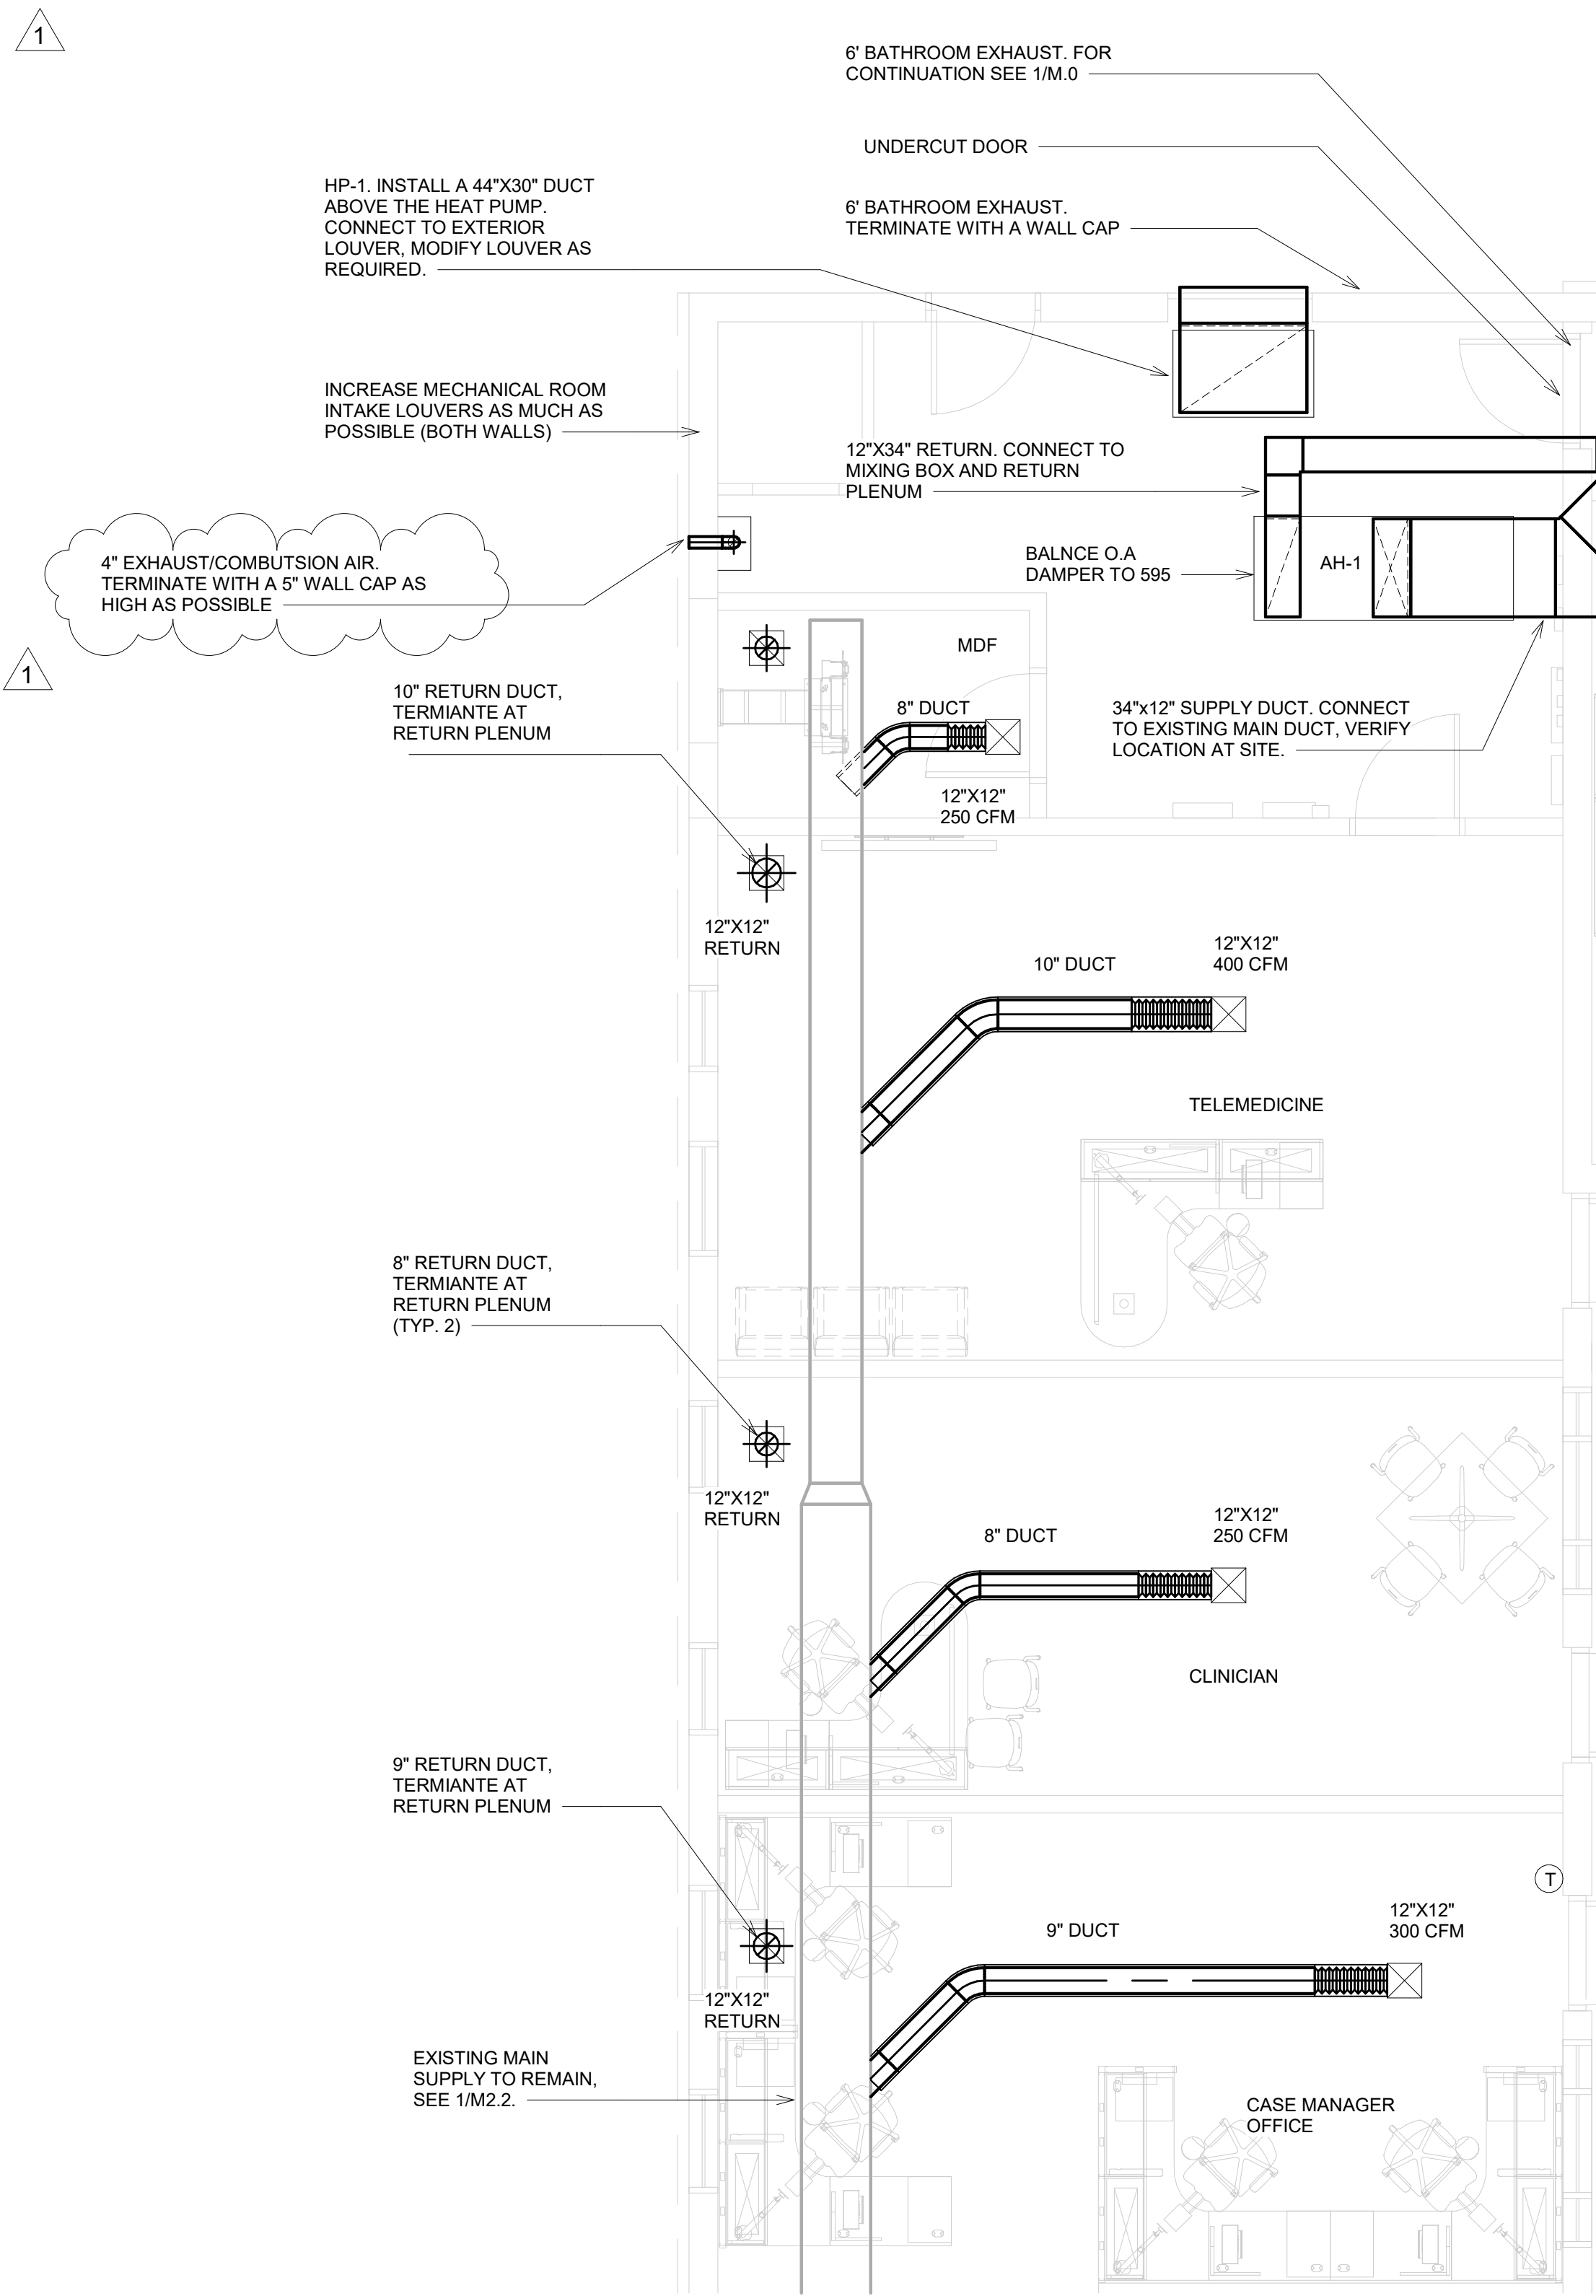 1
6' BATHROOM EXHAUST. FOR
CONTINUATION SEE 1/M.0
UNDERCUT DOOR
HP-1. INSTALL A 44"X30" DUCT
ABOVE THE HEAT PUMP.
CONNECT TO EXTERIOR
LOUVER, MODIFY LOUVER AS
REQUIRED.
6' BATHROOM EXHAUST.
TERMINATE WITH A WALL CAP
INCREASE MECHANICAL ROOM
INTAKE LOUVERS AS MUCH AS
POSSIBLE (BOTH WALLS)
12"X34" RETURN. CONNECT TO
MIXING BOX AND RETURN
PLENUM
4" EXHAUST/COMBUTSION AIR.
TERMINATE WITH A 5" WALL CAP AS
HIGH AS POSSIBLE
BALNCE O.A
DAMPER TO 595
AH-1
1
MDF
10" RETURN DUCT,
TERMIANTE AT
RETURN PLENUM
8" DUCT
34"x12" SUPPLY DUCT. CONNECT
TO EXISTING MAIN DUCT, VERIFY
LOCATION AT SITE.
12"X12"
250 CFM
12"X12"
RETURN
10" DUCT
12"X12"
400 CFM
TELEMEDICINE
8" RETURN DUCT,
TERMIANTE AT
RETURN PLENUM
(TYP. 2)
12"X12"
RETURN
8" DUCT
12"X12"
250 CFM
CLINICIAN
9" RETURN DUCT,
TERMIANTE AT
RETURN PLENUM
T
9" DUCT
12"X12"
300 CFM
12"X12"
RETURN
EXISTING MAIN
SUPPLY TO REMAIN,
SEE 1/M2.2.
CASE MANAGER
OFFICE